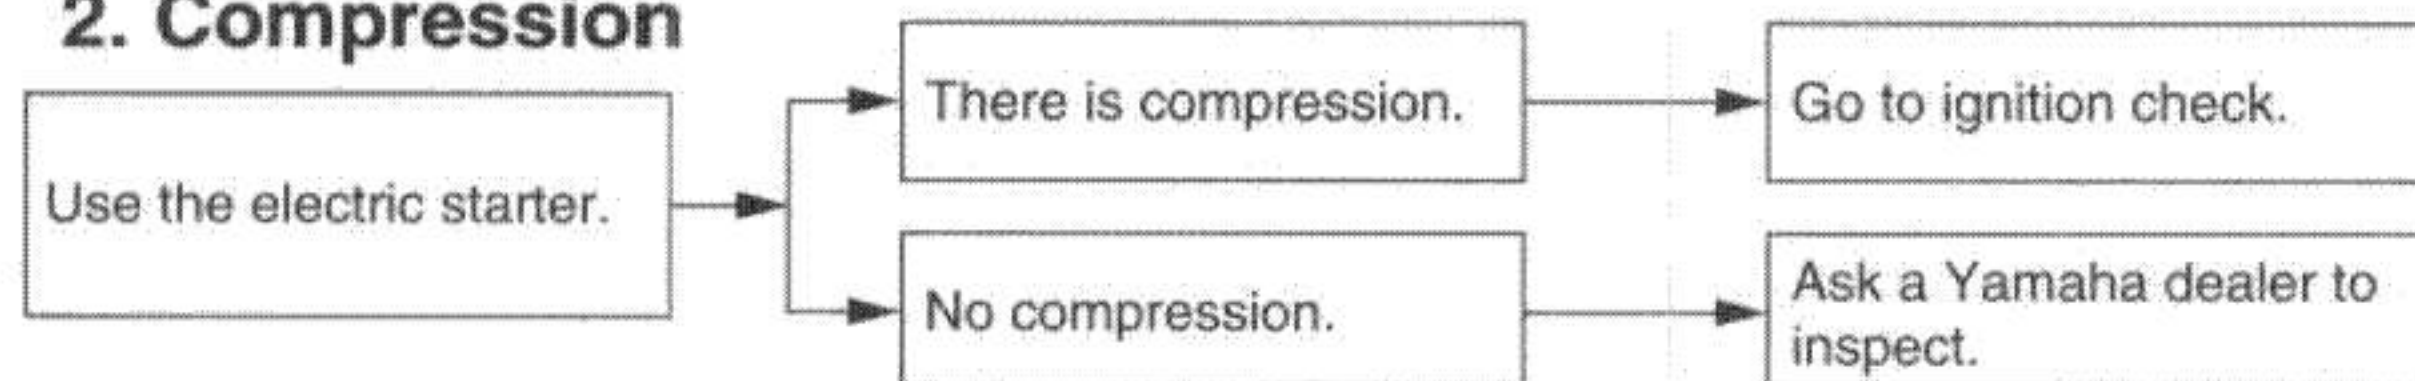 2. Compression
Use the electric starter.
There is compression.
Go to ignition check.
No compression.
Ask a Yamaha dealer to
inspect.